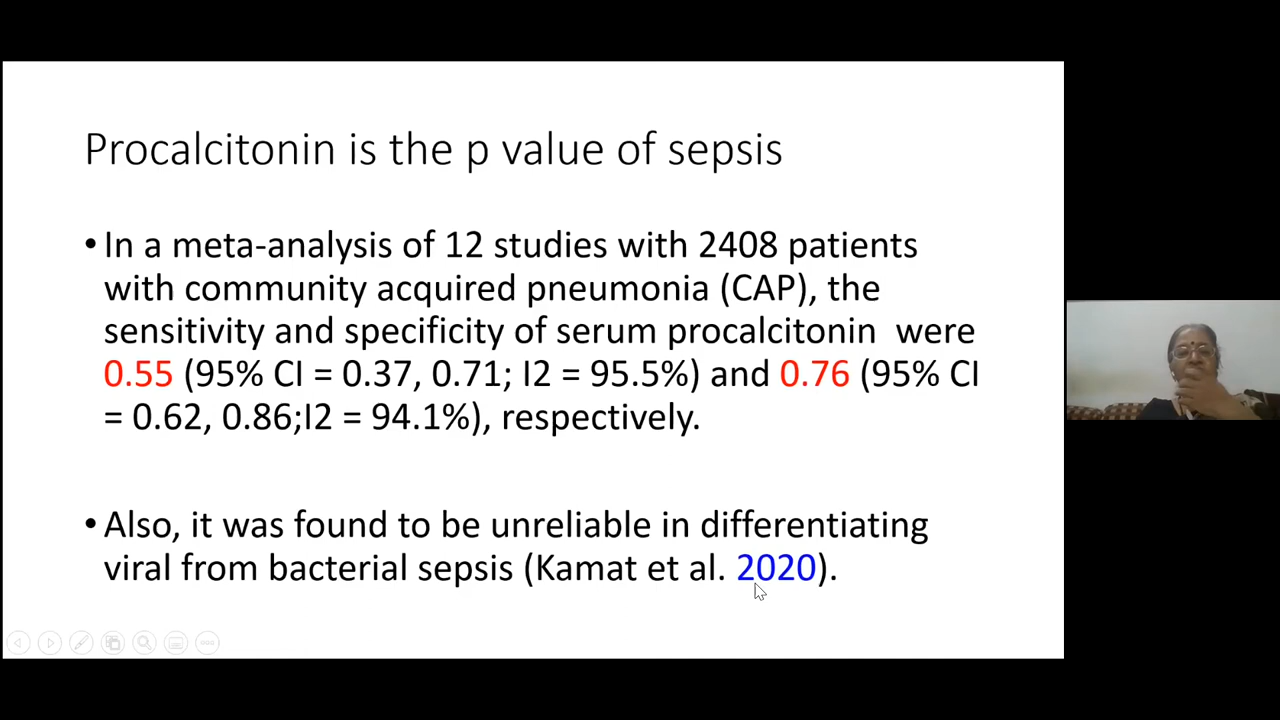 Procalcitonin is the p value of sepsis
• In a meta-analysis of 12 studies with 2408 patients
with community acquired pneumonia (CAP), the
sensitivity and specificity of serum procalcitonin  were
0.55 (95% CI = 0.37, 0.71; I2 = 95.5%) and 0.76 (95% CI
= 0.62, 0.86;I2 = 94.1%), respectively.
• Also, it was found to be unreliable in differentiating
viral from bacterial sepsis (Kamat et al. 2020).